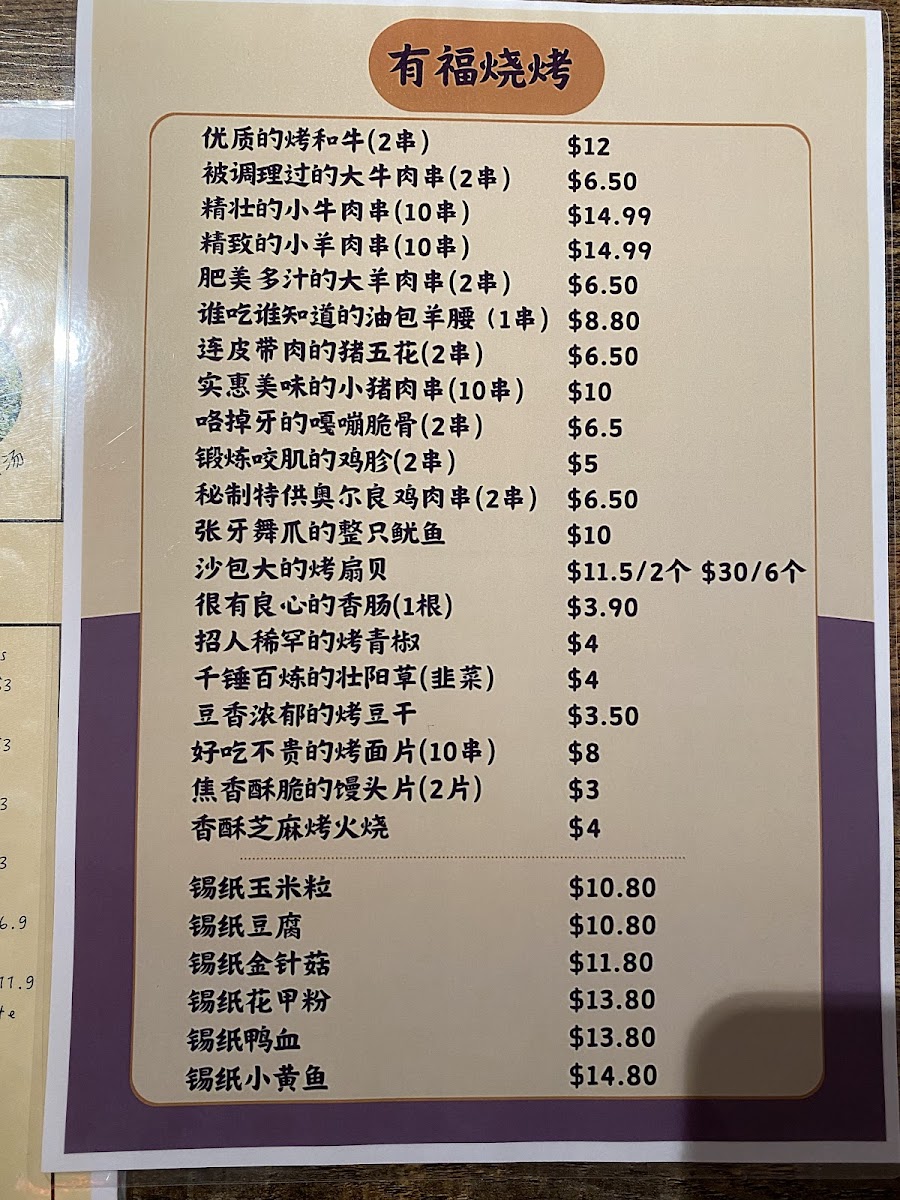 有福烧烤
优质的烤和牛(2串) $12
被调理过的大牛肉串(2串) $6.50
精壮的小牛肉串(10串) $14.99
精致的小羊肉串(10串) $14.99
肥美多汁的大羊肉串(2串) $6.50
谁吃谁知道的油包羊腰（1串） $8.80
连皮带肉的猪五花(2串) $6.50
实惠美味的小猪肉串(10串) $10
咯掉牙的嘎嘣脆骨(2串) $6.5
锻炼咬肌的鸡胗(2串) $5
秘制特供奥尔良鸡肉串(2串) $6.50
张牙舞爪的整只鱿鱼 $10
沙包大的烤扇贝 $11.5/2个 $30/6个
很有良心的香肠(1根) $3.90
招人稀罕的烤青椒 $4
千锤百炼的壮阳草(韭菜) $4
豆香浓郁的烤豆干 $3.50
好吃不贵的烤面片(10串) $8
焦香酥脆的馒头片(2片) $3
香酥芝麻烤火烧 $4
锡纸玉米粒 $10.80
锡纸豆腐 $10.80
锡纸金针菇 $11.80
锡纸花甲粉 $13.80
锡纸鸭血 $13.80
锡纸小黄鱼 $14.80
汤
6.9
11.9